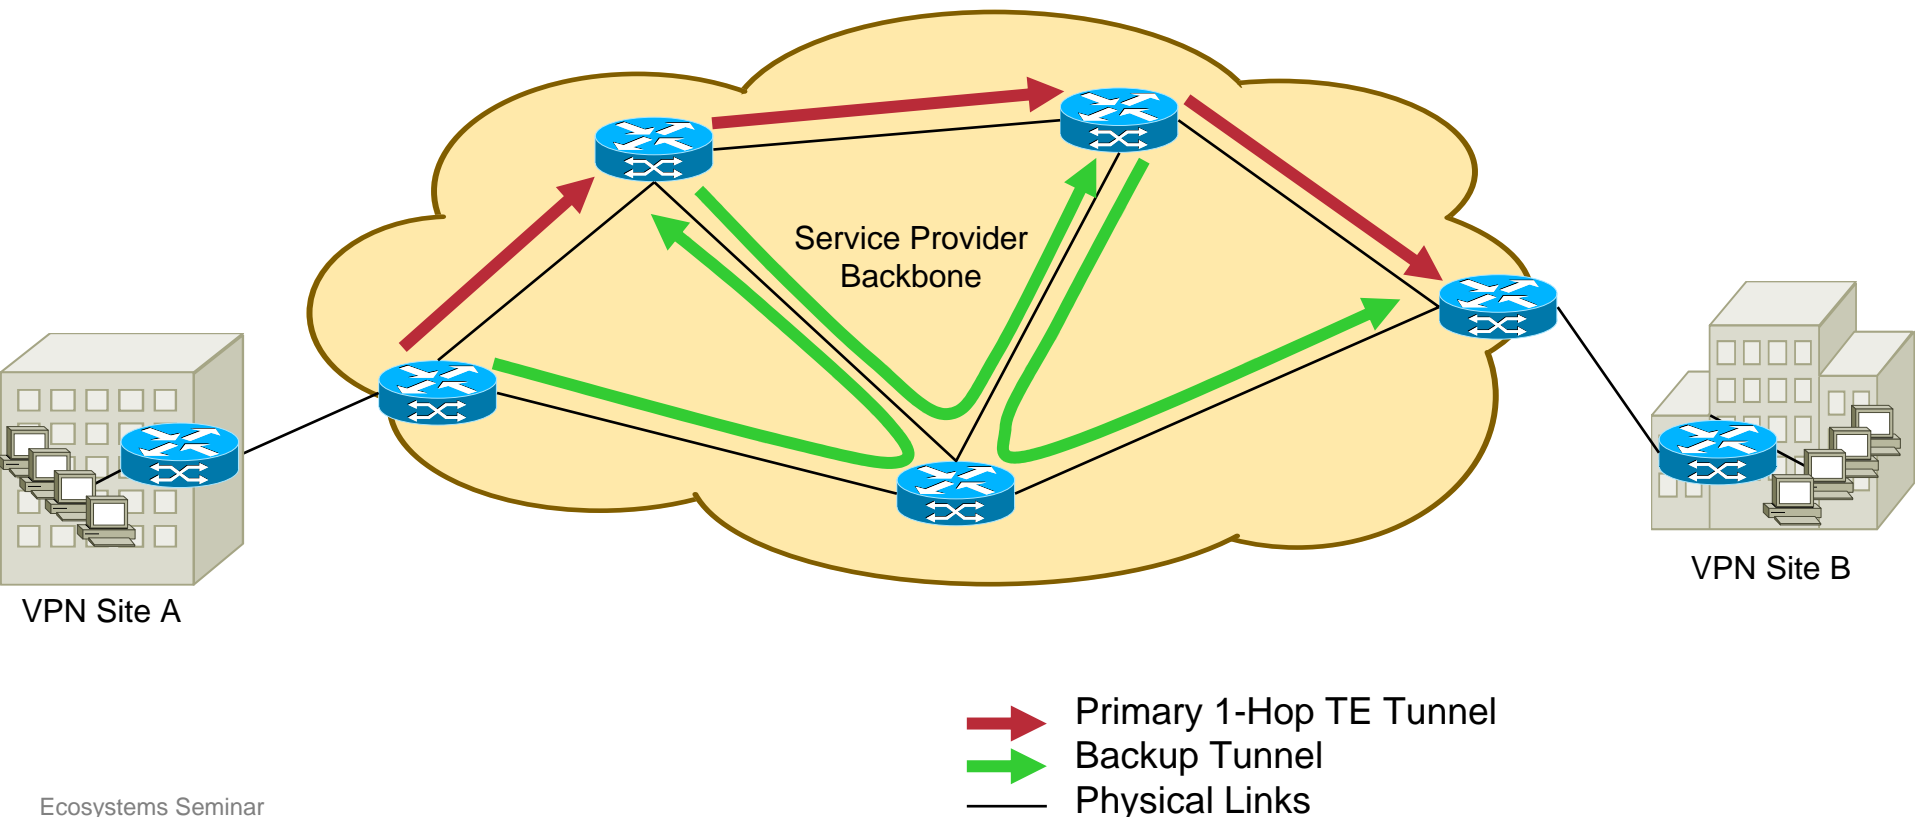 Service Provider
Backbone
VPN Site B
VPN Site A
Primary 1-Hop TE Tunnel
Backup Tunnel
Physical Links
Ecosystems Seminar